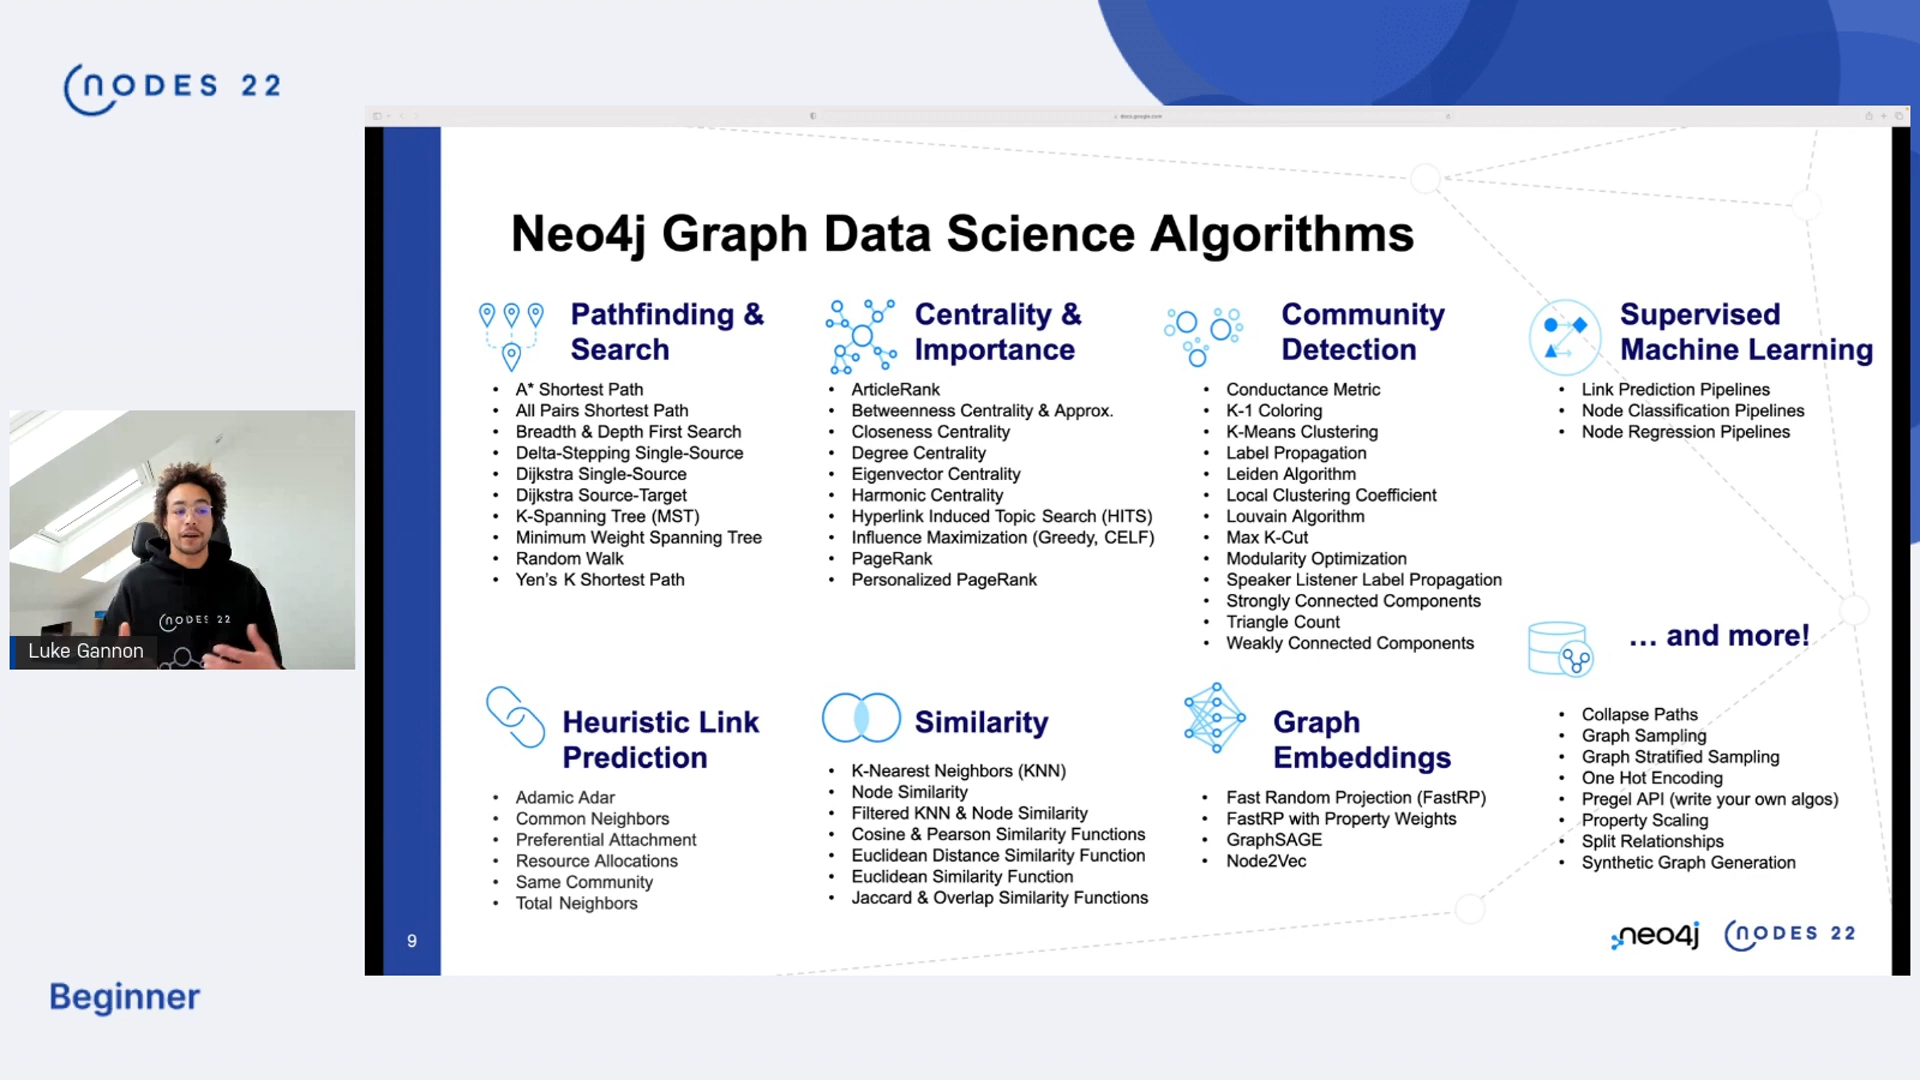 NODES 22
docs.google.com
Neo4j Graph Data Science Algorithms
Pathfinding &
Search
• A* Shortest Path
• All Pairs Shortest Path
• Breadth & Depth First Search
• Delta-Stepping Single-Source
• Dijkstra Single-Source
• Dijkstra Source-Target
• K-Spanning Tree (MST)
• Minimum Weight Spanning Tree
• Random Walk
• Yen's K Shortest Path
Centrality &
Importance
• ArticleRank
• Betweenness Centrality & Approx.
• Closeness Centrality
• Degree Centrality
• Eigenvector Centrality
• Harmonic Centrality
• Hyperlink Induced Topic Search (HITS)
• Influence Maximization (Greedy, CELF)
• PageRank
• Personalized PageRank
Community
Detection
• Conductance Metric
• K-1 Coloring
• K-Means Clustering
• Label Propagation
• Leiden Algorithm
• Local Clustering Coefficient
• Louvain Algorithm
• Max K-Cut
• Modularity Optimization
• Speaker Listener Label Propagation
• Strongly Connected Components
• Triangle Count
• Weakly Connected Components
Supervised
Machine Learning
• Link Prediction Pipelines
• Node Classification Pipelines
• Node Regression Pipelines
Heuristic Link
Prediction
• Adamic Adar
• Common Neighbors
• Preferential Attachment
• Resource Allocations
• Same Community
• Total Neighbors
Similarity
• K-Nearest Neighbors (KNN)
• Node Similarity
• Filtered KNN & Node Similarity
• Cosine & Pearson Similarity Functions
• Euclidean Distance Similarity Function
• Euclidean Similarity Function
• Jaccard & Overlap Similarity Functions
Graph
Embeddings
• Fast Random Projection (FastRP)
• FastRP with Property Weights
• GraphSAGE
• Node2Vec
… and more!
• Collapse Paths
• Graph Sampling
• Graph Stratified Sampling
• One Hot Encoding
• Pregel API (write your own algos)
• Property Scaling
• Split Relationships
• Synthetic Graph Generation
9
neo4j
NODES 22
NODES 22
Luke Gannon
Beginner